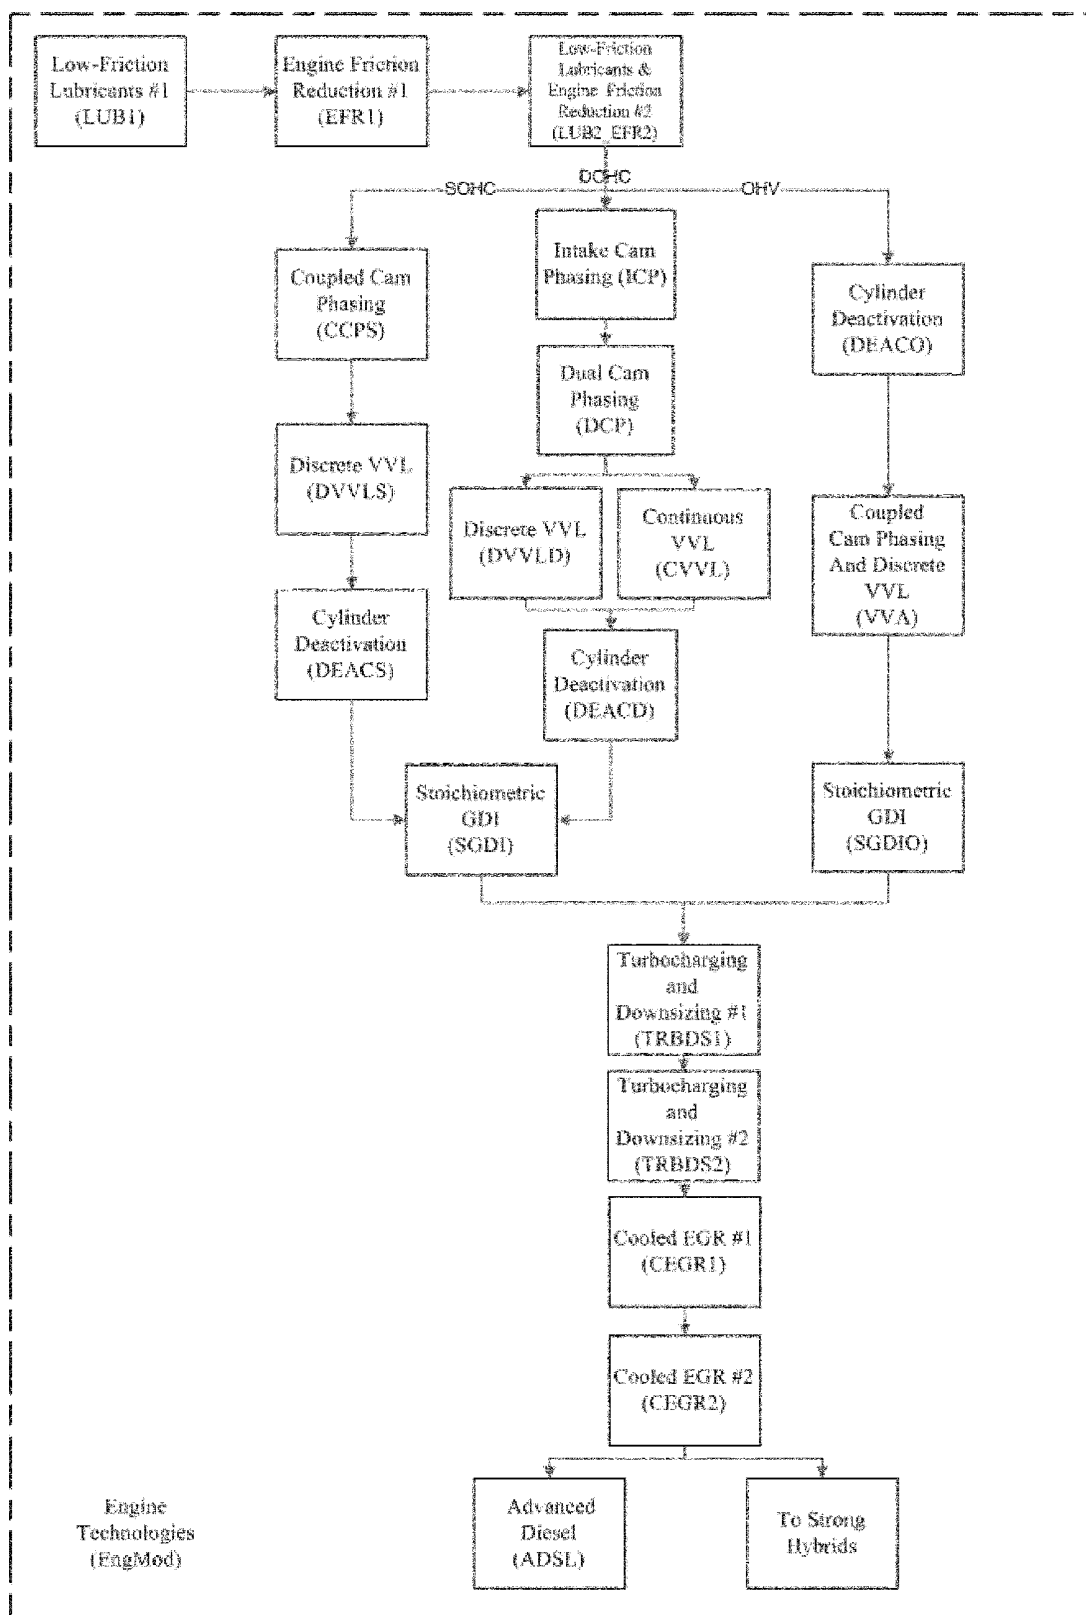 Low-Friction
Lubricants #1
(LUB1)
Engine Friction
Reduction #1
(EFR1)
Low-Friction
Lubricants &
Engine Friction
Reduction #2
(LUB2_EFR2)
SOHC
DOHC
OHV
Coupled Cam
Phasing
(CCPS)
Intake Cam
Phasing (ICP)
Cylinder
Deactivation
(DEACO)
Dual Cam
Phasing
(DCP)
Discrete VVL
(DVVLS)
Discrete VVL
(DVVLD)
Continuous
VVL
(CVVL)
Coupled
Cam Phasing
And Discrete
VVL
(VVA)
Cylinder
Deactivation
(DEACS)
Cylinder
Deactivation
(DEACD)
Stoichiometric
GDI
(SGDI)
Stoichiometric
GDI
(SGDIO)
Turbocharging
and
Downsizing #1
(TRBDS1)
Turbocharging
and
Downsizing #2
(TRBDS2)
Cooled EGR #1
(CEGR1)
Cooled EGR #2
(CEGR2)
Advanced
Diesel
(ADSL)
To Strong
Hybrids
Engine
Technologies
(EngMod)